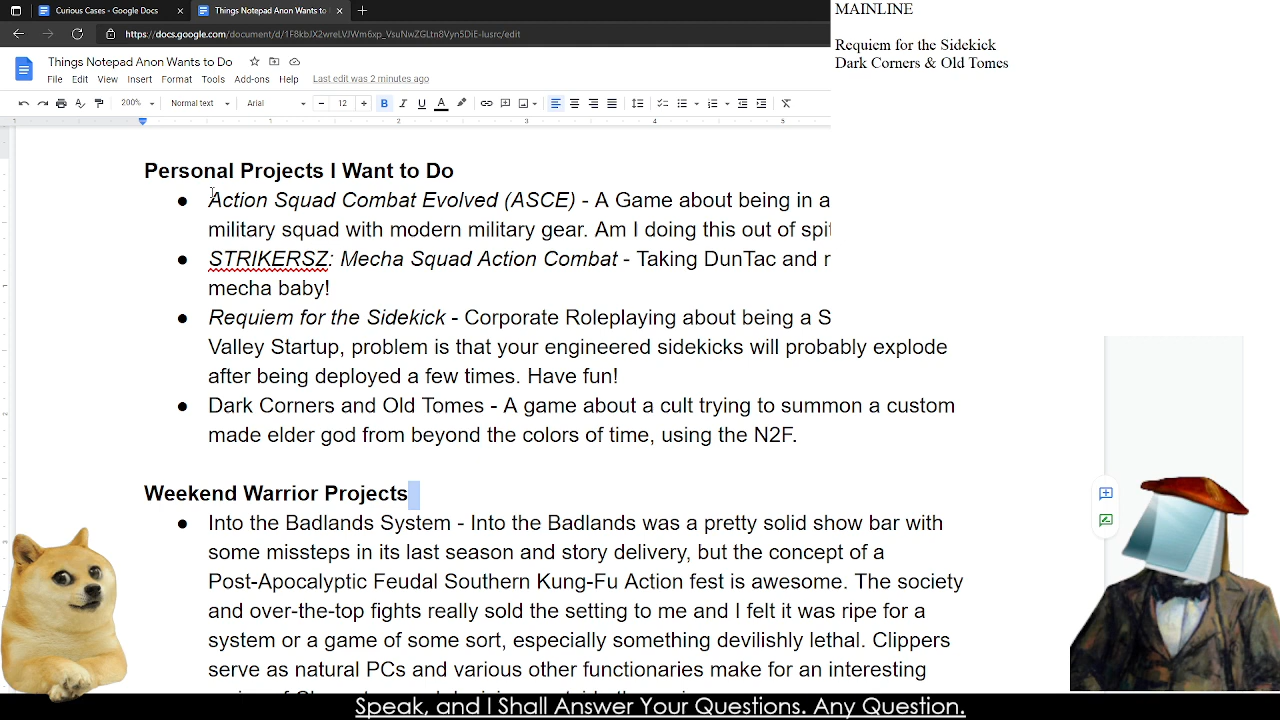 Curious Cases - Google Docs
Things Notepad Anon Wants to
https://docs.google.com/document/d/1F8kbJX2wreLVJWm6xp_VsuNwZGLtn8Vyn5DiE-lusrc/edit
Things Notepad Anon Wants to Do
File Edit View Insert Format Tools Add-ons Help Last edit was 2 minutes ago
200% Normal text Arial 12
MAINLINE
Requiem for the Sidekick
Dark Corners & Old Tomes
Personal Projects I Want to Do
Action Squad Combat Evolved (ASCE) - A Game about being in a
military squad with modern military gear. Am I doing this out of spit
STRIKERSZ: Mecha Squad Action Combat - Taking DunTac and
mecha baby!
Requiem for the Sidekick - Corporate Roleplaying about being a S
Valley Startup, problem is that your engineered sidekicks will probably explode
after being deployed a few times. Have fun!
Dark Corners and Old Tomes - A game about a cult trying to summon a custom
made elder god from beyond the colors of time, using the N2F.
Weekend Warrior Projects
Into the Badlands System - Into the Badlands was a pretty solid show bar with
some missteps in its last season and story delivery, but the concept of a
Post-Apocalyptic Feudal Southern Kung-Fu Action fest is awesome. The society
and over-the-top fights really sold the setting to me and I felt it was ripe for a
system or a game of some sort, especially something devilishly lethal. Clippers
serve as natural PCs and various other functionaries make for an interesting
Speak, and I Shall Answer Your Questions. Any Question.